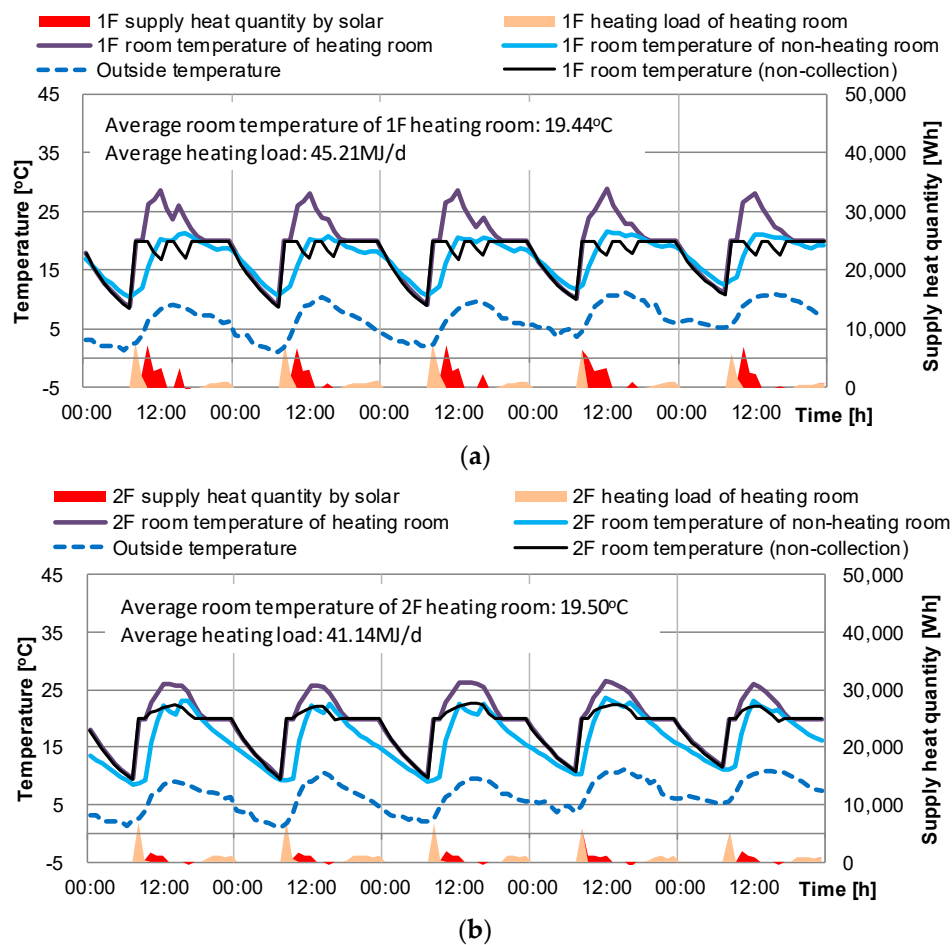 1F supply heat quantity by solar 1F heating load of heating room
1F room temperature of heating room 1F room temperature of non-heating room
Outside temperature 1F room temperature (non-collection)
45 50,000
Average room temperature of 1F heating room: 19.44°C
Average heating load: 45.21MJ/d
35 40,000
25 30,000
15 20,000
5 10,000
-5 0
Temperature [°C]
Supply heat quantity [Wh]
00:00 12:00 00:00 12:00 00:00 12:00 00:00 12:00 00:00 12:00 Time [h]
(a)
2F supply heat quantity by solar 2F heating load of heating room
2F room temperature of heating room 2F room temperature of non-heating room
Outside temperature 2F room temperature (non-collection)
45 50,000
Average room temperature of 2F heating room: 19.50°C
Average heating load: 41.14MJ/d
35 40,000
25 30,000
15 20,000
5 10,000
-5 0
Temperature [°C]
Supply heat quantity [Wh]
00:00 12:00 00:00 12:00 00:00 12:00 00:00 12:00 00:00 12:00 Time [h]
(b)